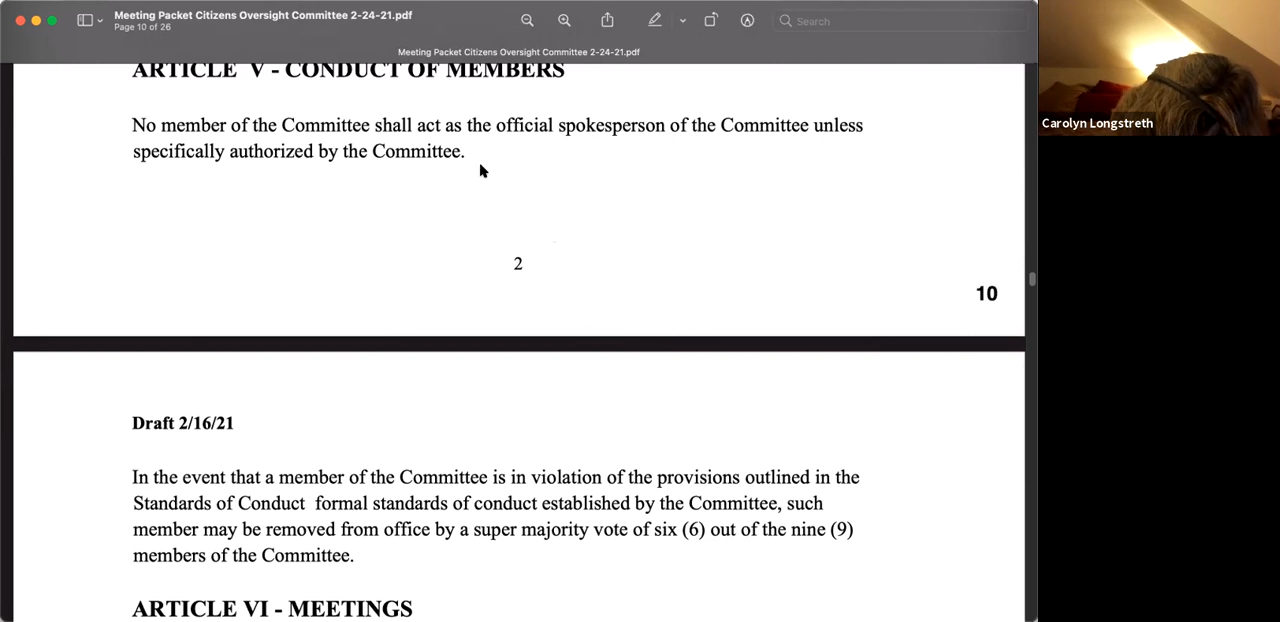 Meeting Packet Citizens Oversight Committee 2-24-21.pdf
Page 10 of 26
Search
Meeting Packet Citizens Oversight Committee 2-24-21.pdf
Carolyn Longstreth
ARTICLE V - CONDUCT OF MEMBERS
No member of the Committee shall act as the official spokesperson of the Committee unless
specifically authorized by the Committee.
2
10
Draft 2/16/21
In the event that a member of the Committee is in violation of the provisions outlined in the
Standards of Conduct formal standards of conduct established by the Committee, such
member may be removed from office by a super majority vote of six (6) out of the nine (9)
members of the Committee.
ARTICLE VI - MEETINGS